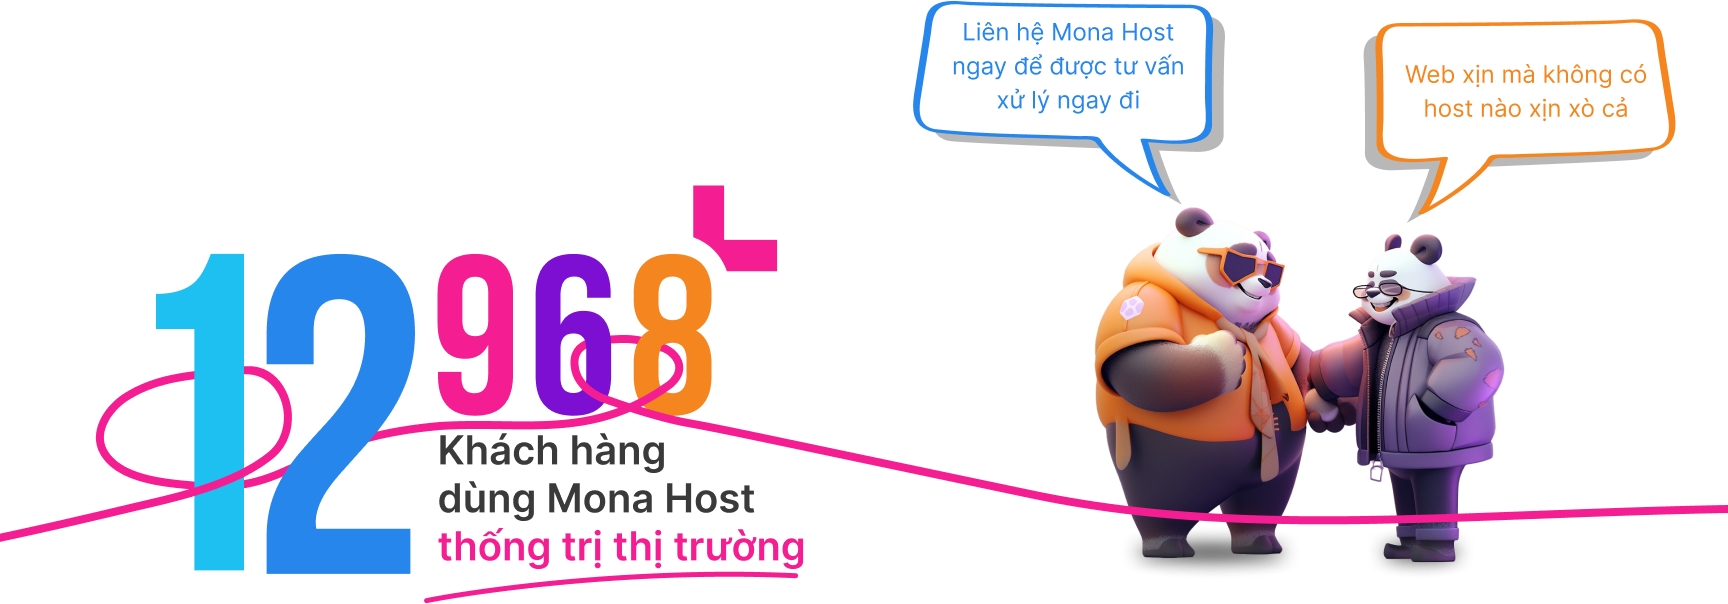 Liên hệ Mona Host
ngay để được tư vấn
xử lý ngay đi
Web xịn mà không có
host nào xịn xò cả
12968+
Khách hàng
dùng Mona Host
thống trị thị trường